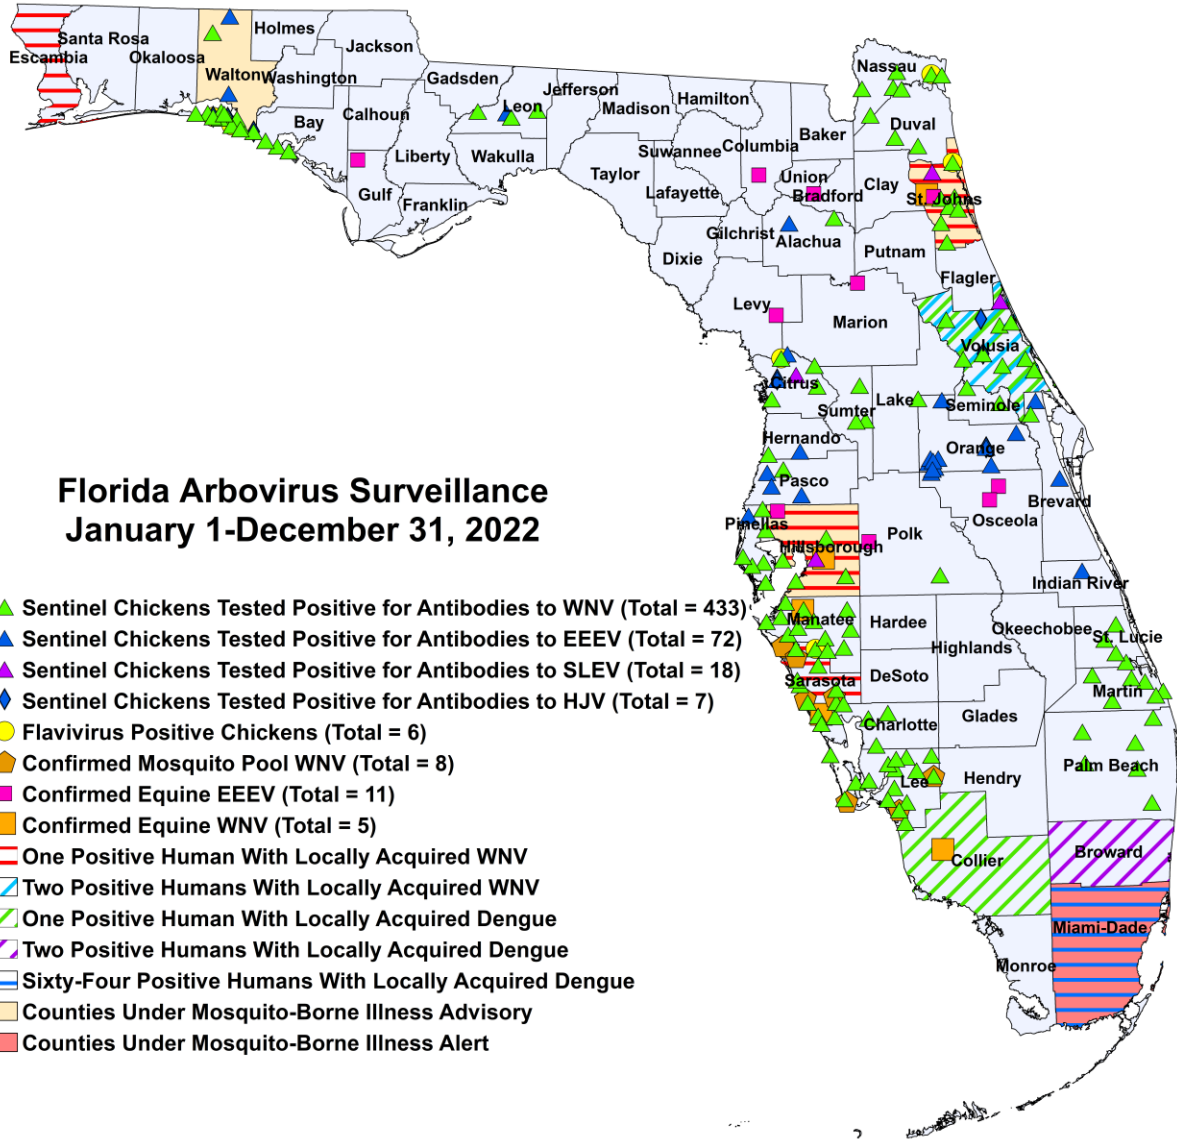 Escambia
Santa Rosa
Okaloosa
Walton
Holmes
Washington
Jackson
Bay
Calhoun
Gulf
Liberty
Gadsden
Franklin
Leon
Wakulla
Jefferson
Madison
Taylor
Hamilton
Suwannee
Lafayette
Columbia
Dixie
Gilchrist
Baker
Union
Bradford
Alachua
Nassau
Duval
Clay
St. Johns
Putnam
Flagler
Levy
Marion
Volusia
Citrus
Sumter
Lake
Seminole
Hernando
Orange
Pasco
Brevard
Pinellas
Hillsborough
Polk
Osceola
Indian River
Manatee
Hardee
Highlands
Okeechobee
St. Lucie
Sarasota
DeSoto
Martin
Charlotte
Glades
Lee
Hendry
Palm Beach
Collier
Broward
Miami-Dade
Monroe
Florida Arbovirus Surveillance
January 1-December 31, 2022
Sentinel Chickens Tested Positive for Antibodies to WNV (Total = 433)
Sentinel Chickens Tested Positive for Antibodies to EEEV (Total = 72)
Sentinel Chickens Tested Positive for Antibodies to SLEV (Total = 18)
Sentinel Chickens Tested Positive for Antibodies to HJV (Total = 7)
Flavivirus Positive Chickens (Total = 6)
Confirmed Mosquito Pool WNV (Total = 8)
Confirmed Equine EEEV (Total = 11)
Confirmed Equine WNV (Total = 5)
One Positive Human With Locally Acquired WNV
Two Positive Humans With Locally Acquired WNV
One Positive Human With Locally Acquired Dengue
Two Positive Humans With Locally Acquired Dengue
Sixty-Four Positive Humans With Locally Acquired Dengue
Counties Under Mosquito-Borne Illness Advisory
Counties Under Mosquito-Borne Illness Alert